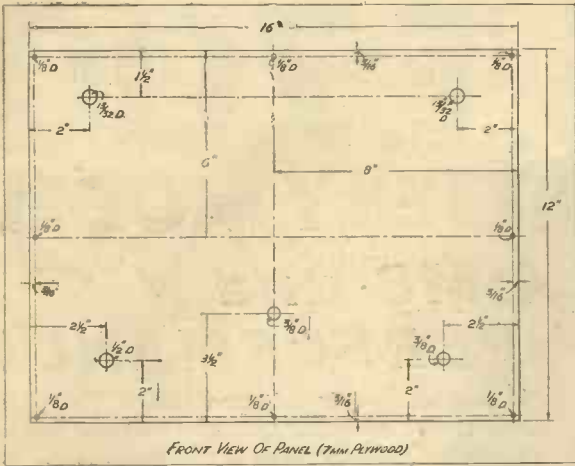 16"
1/8 D 1/8 D 3/16" 1/8 D
1 1/2"
13/32 D. 13/32 D
2" 2"
6" 8"
12"
1/8 D 1/8 D
3/16" 3/16"
2 1/2" 2 1/2"
1/2" D 3/8" D 3/8 D
3 1/2"
2" 2"
1/8 D 1/8 D 3/16" 1/8 D
FRONT VIEW OF PANEL (7MM PLYWOOD)